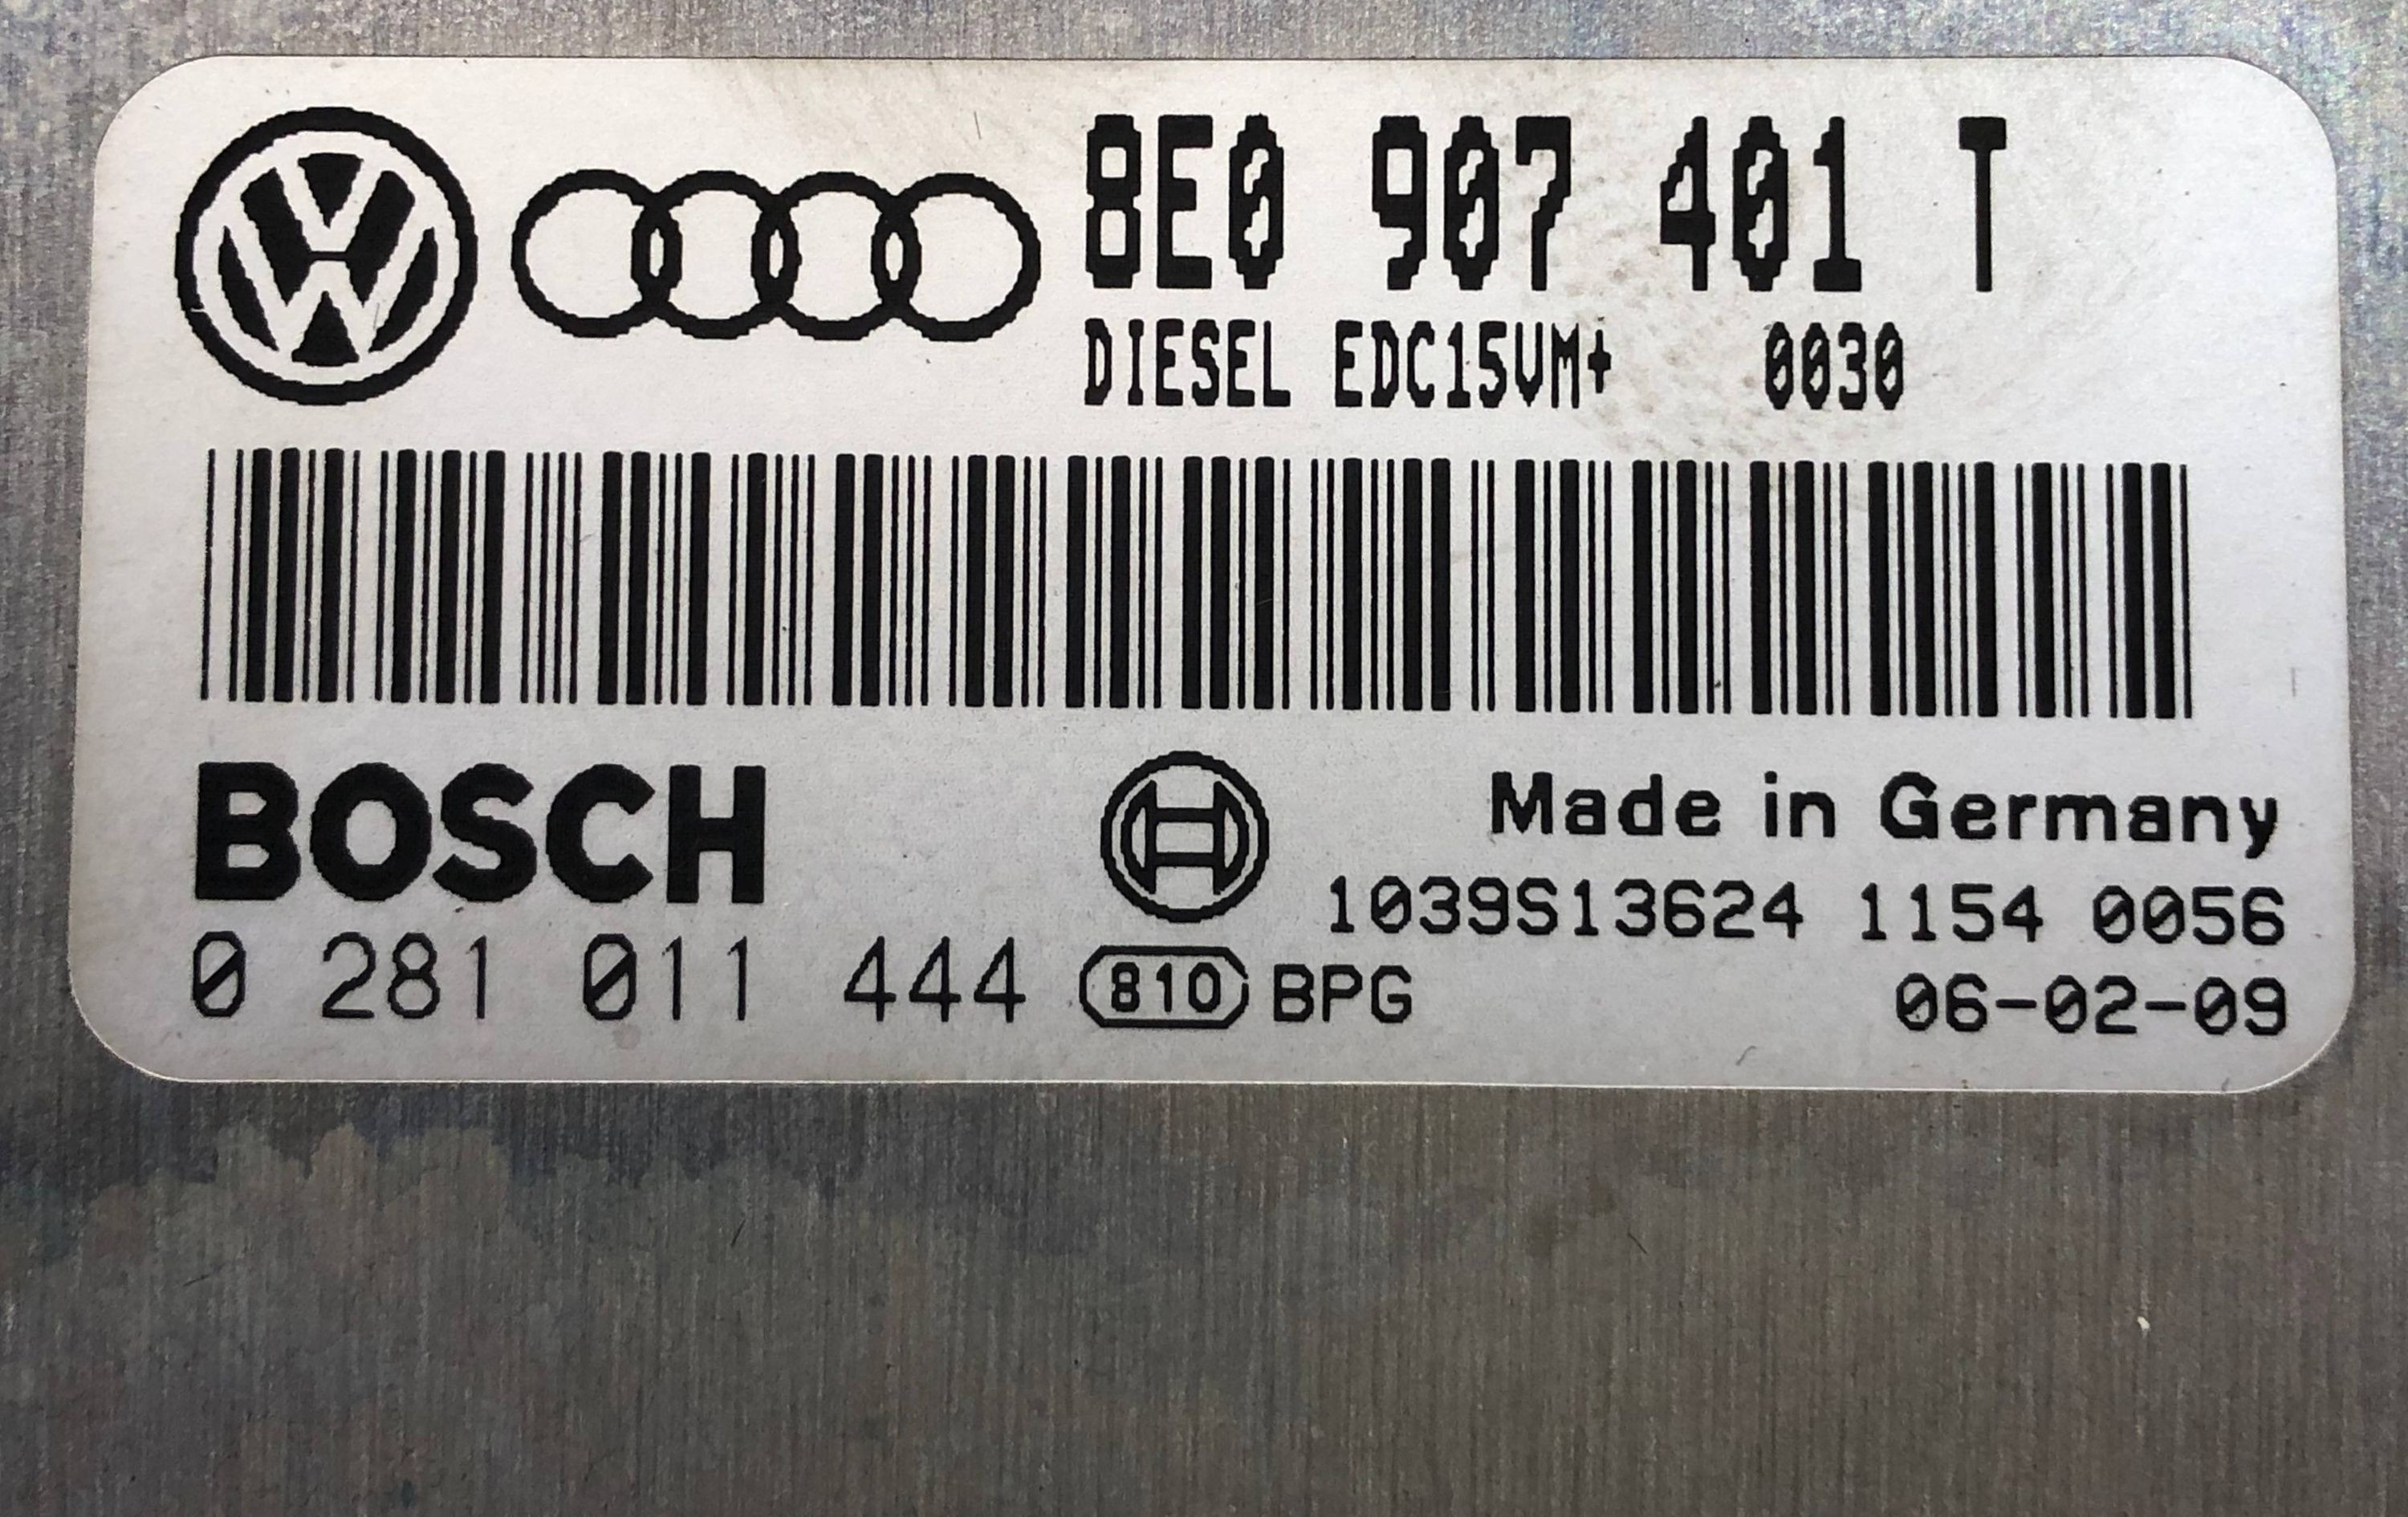 8E0 907 401 T
DIESEL EDC15VM+ 0030
BOSCH
Made in Germany
1039S13624 1154 0056
0 281 011 444 810 BPG
06-02-09